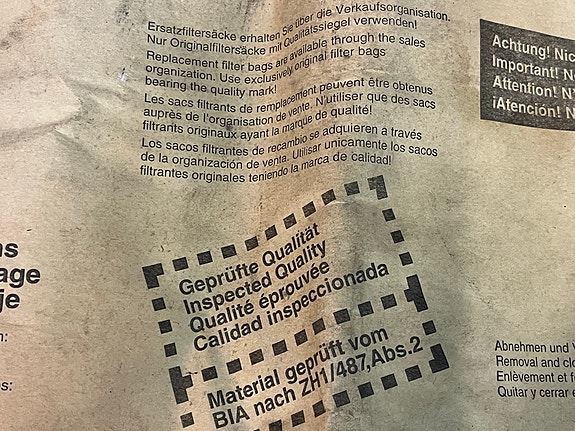 Ersatzfiltersäcke erhalten Sie über die Verkaufsorganisation.
Nur Originalfiltersäcke mit Qualitätssiegel verwenden!
Replacement filter bags are available through the sales
organization. Use exclusively original filter bags
bearing the quality mark!
Les sacs filtrants de remplacement peuvent être obtenus
auprès de l'organisation de vente. N'utiliser que des sacs
filtrants originaux ayant la marque de qualité!
Los sacos filtrantes de recambio se adquieren a través
de la organización de venta. Utilisar unicamente los sacos
filtrantes originales teniendo la marca de calidad!
Achtung! Nic
Important! N
Attention! N'
¡Atención! N
Geprüfte Qualität
Inspected Quality
Qualité éprouvée
Calidad inspeccionada
Material geprüft vom
BIA nach ZH1/487,Abs.2
Abnehmen und V
Removal and clo
Enlèvement et f
Quitar y cerrar e